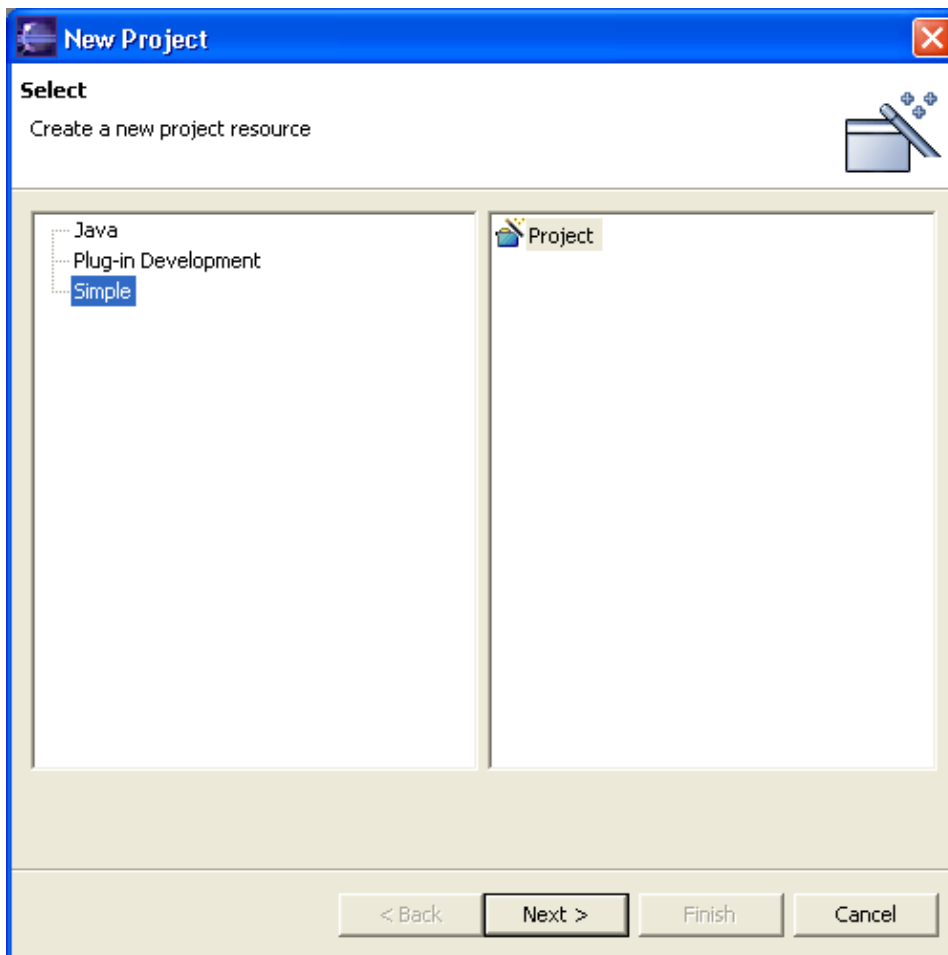 New Project
Select
Create a new project resource
Java
Plug-in Development
Simple
Project
< Back
Next >
Finish
Cancel